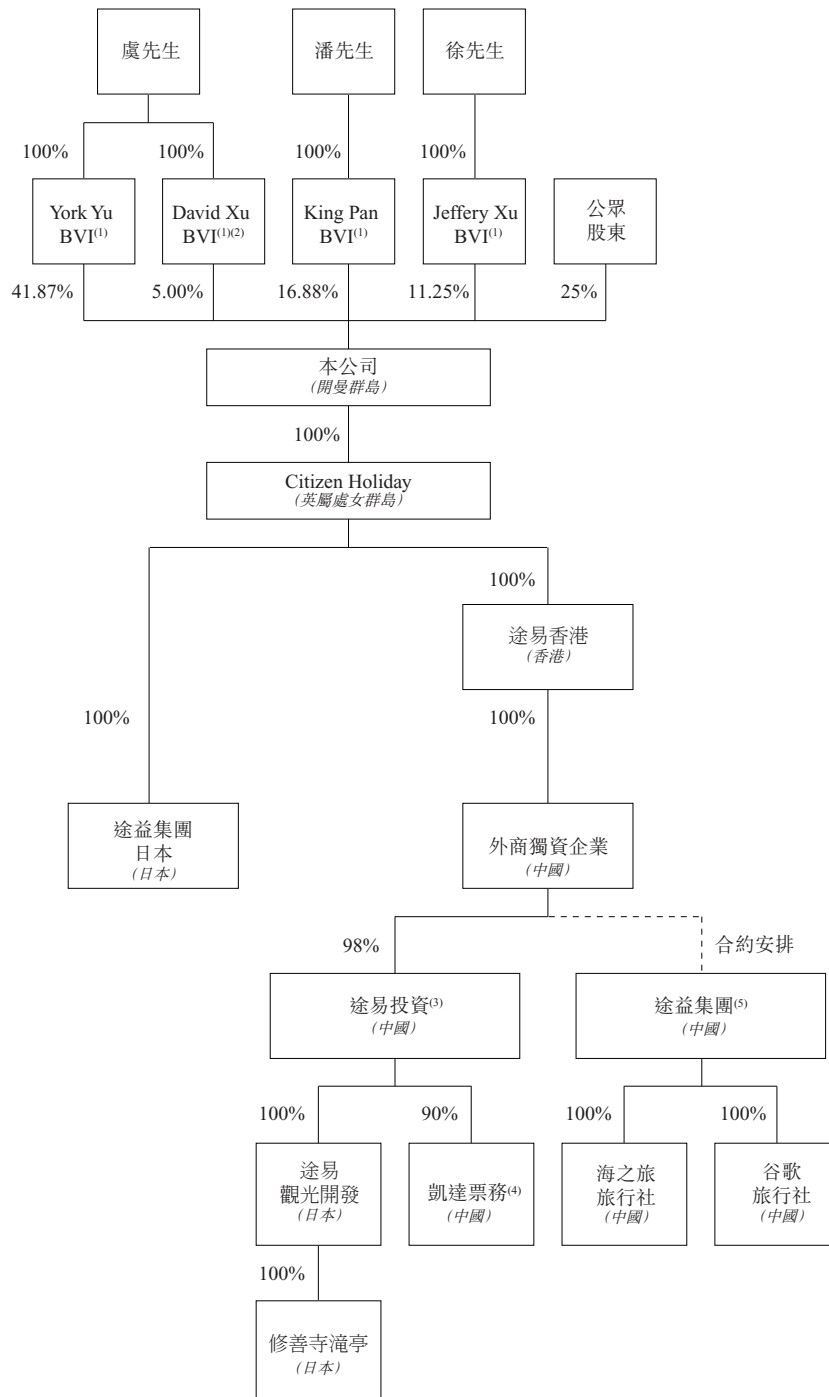 虞先生
潘先生
徐先生
100%
100%
100%
100%
York Yu
BVI(1)
David Xu
BVI(1)(2)
King Pan
BVI(1)
Jeffery Xu
BVI(1)
公眾
股東
41.87%
5.00%
16.88%
11.25%
25%
本公司
（開曼群島）
100%
Citizen Holiday
（英屬處女群島）
100%
途易香港
（香港）
100%
100%
途益集團
日本
（日本）
外商獨資企業
（中國）
98%
合約安排
途易投資(3)
（中國）
途益集團(5)
（中國）
100%
90%
100%
100%
途易
觀光開發
（日本）
凱達票務(4)
（中國）
海之旅
旅行社
（中國）
谷歌
旅行社
（中國）
100%
修善寺滝亭
（日本）